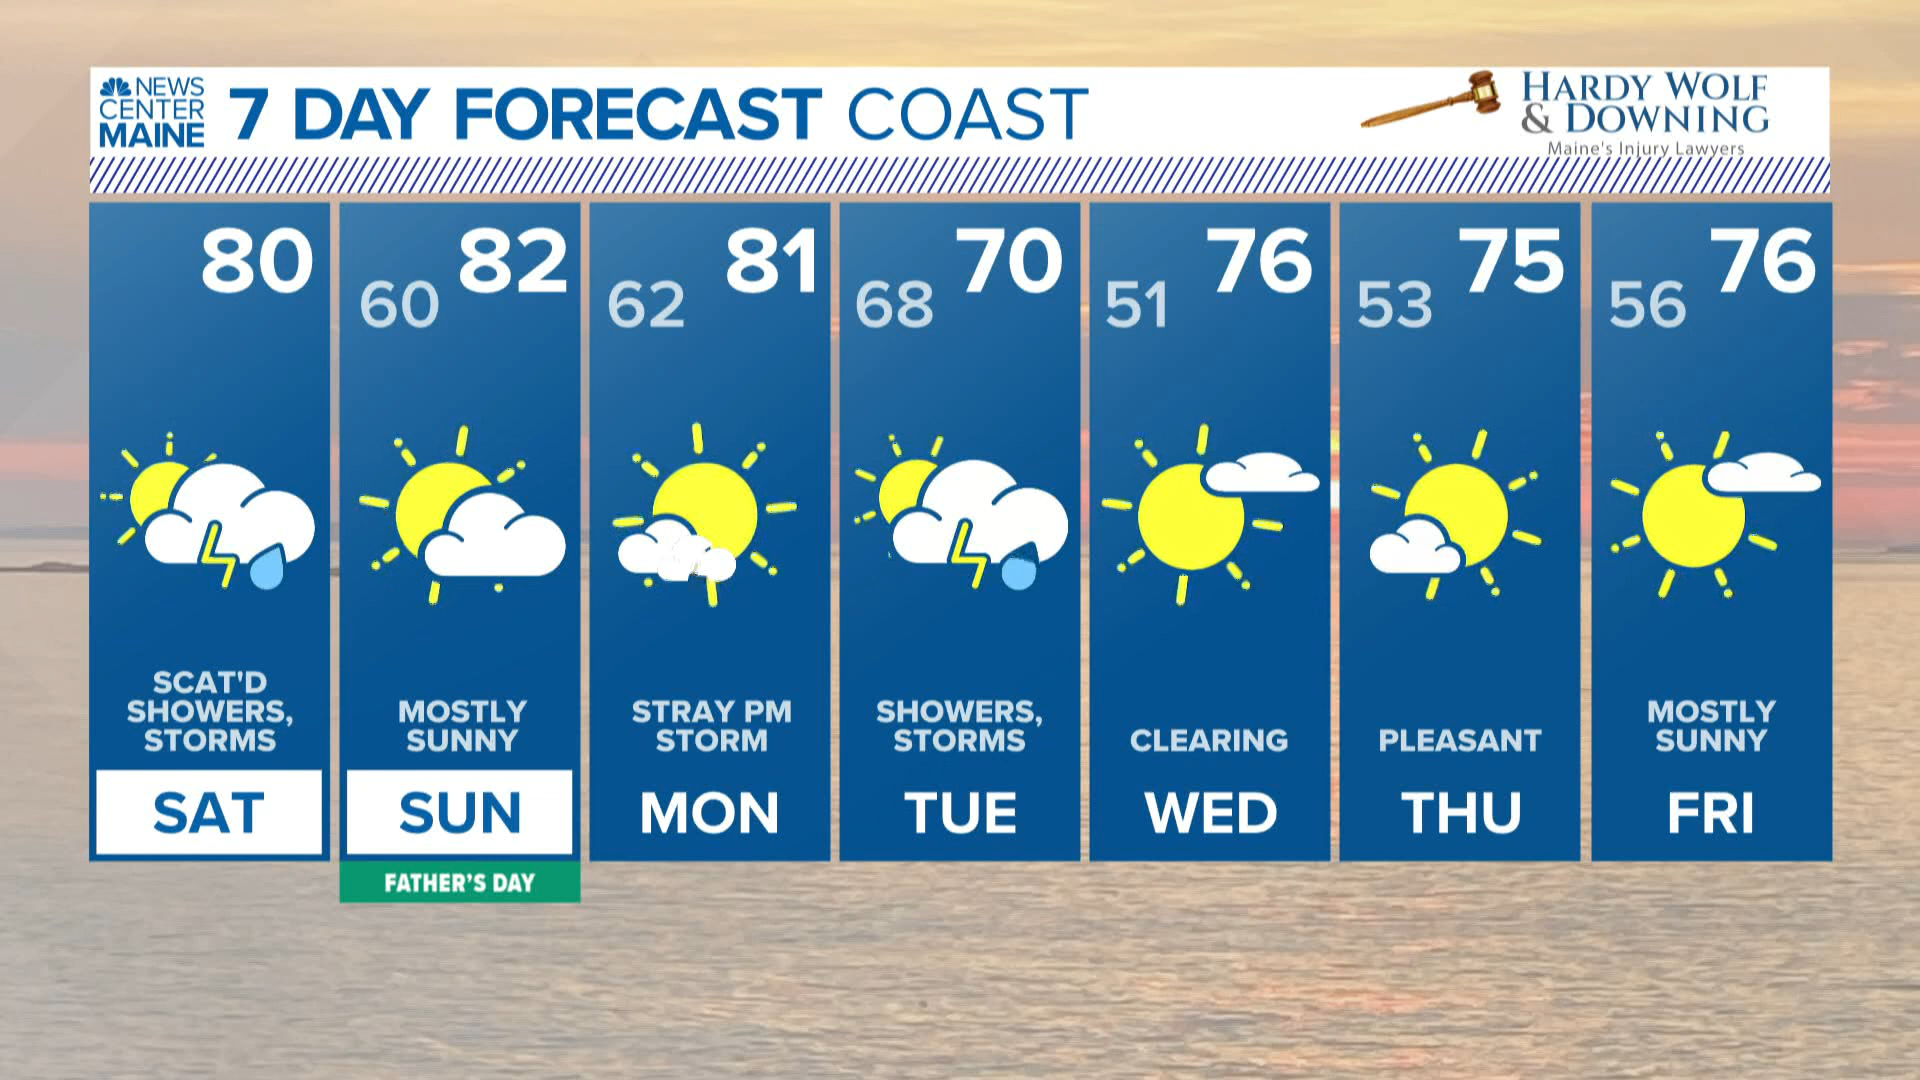 NEWS
CENTER
MAINE
7 DAY FORECAST COAST
HARDY WOLF
& DOWNING
Maine's Injury Lawyers
80
SCAT'D
SHOWERS,
STORMS
SAT
60 82
MOSTLY
SUNNY
SUN
FATHER'S DAY
62 81
STRAY PM
STORM
MON
68 70
SHOWERS,
STORMS
TUE
51 76
CLEARING
WED
53 75
PLEASANT
THU
56 76
MOSTLY
SUNNY
FRI